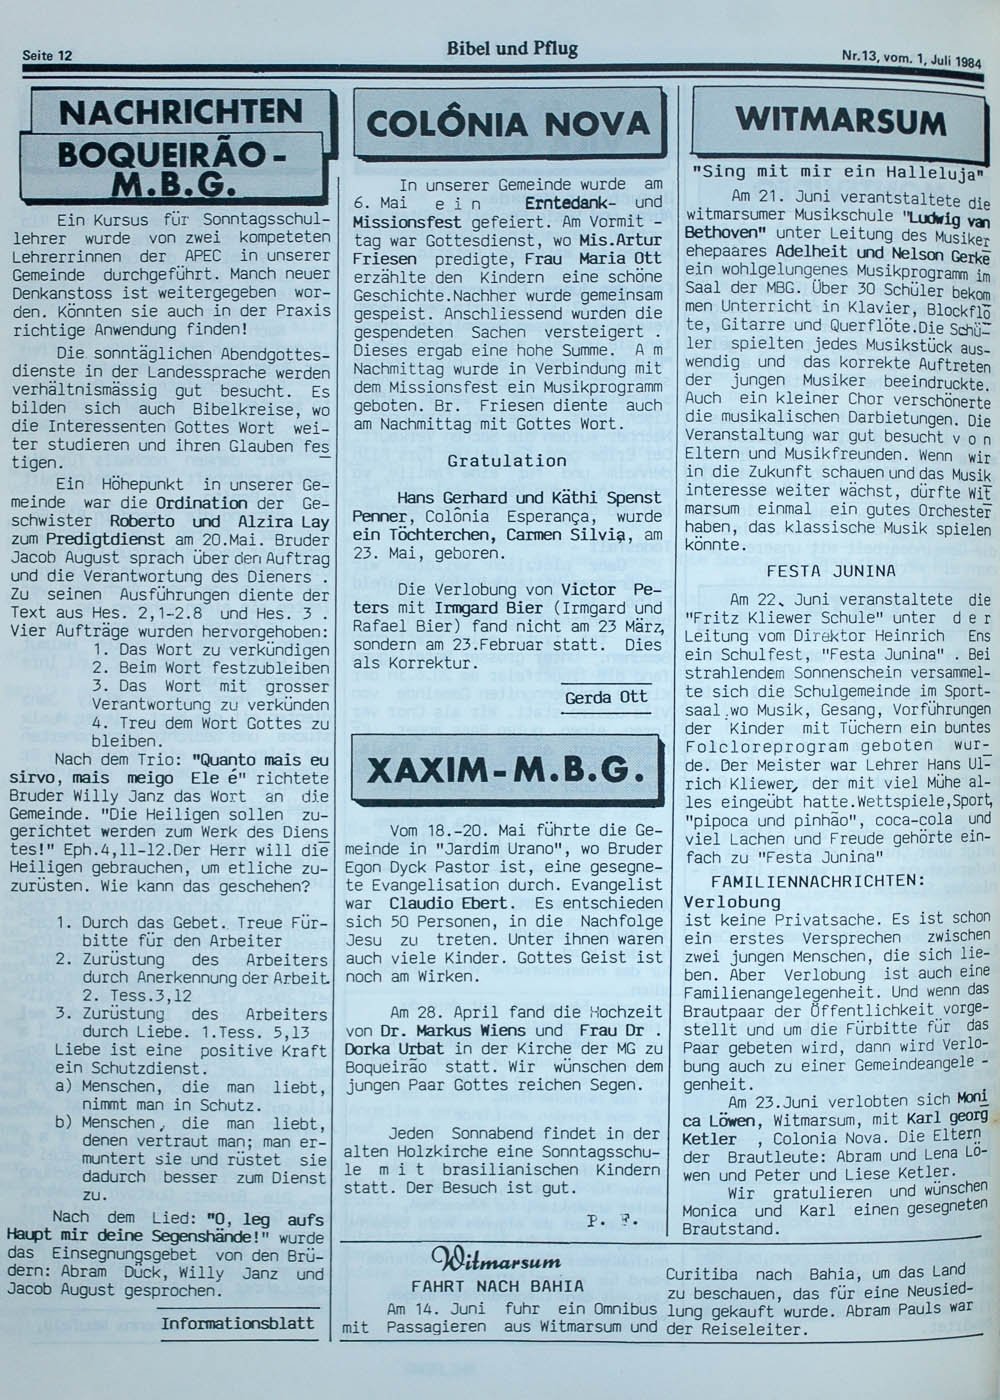 Seite 12
Bibel und Pflug
Nr.13, vom. 1, Juli 1984
NACHRICHTEN
BOQUEIRÃO-
M.B.G.
Ein Kursus für Sonntagsschul-
lehrer wurde von zwei kompeteten
Lehrerrinnen der APEC in unserer
Gemeinde durchgeführt. Manch neuer
Denkanstoss ist weitergegeben wor-
den. Könnten sie auch in der Praxis
richtige Anwendung finden!
Die sonntäglichen Abendgottes-
dienste in der Landessprache werden
verhältnismässig gut besucht. Es
bilden sich auch Bibelkreise, wo
die Interessenten Gottes Wort wei-
ter studieren und ihren Glauben fes
tigen.
Ein Höhepunkt in unserer Ge-
meinde war die Ordination der Ge-
schwister Roberto und Alzira Lay
zum Predigtdienst am 20.Mai. Bruder
Jacob August sprach über den Auftrag
und die Verantwortung des Dieners .
Zu seinen Ausführungen diente der
Text aus Hes. 2,1-2.8 und Hes. 3 .
Vier Aufträge wurden hervorgehoben:
1. Das Wort zu verkündigen
2. Beim Wort festzubleiben
3. Das Wort mit grosser
Verantwortung zu verkünden
4. Treu dem Wort Gottes zu
bleiben.
Nach dem Trio: "Quanto mais eu
sirvo, mais meigo Ele é" richtete
Bruder Willy Janz das Wort an die
Gemeinde. "Die Heiligen sollen zu-
gerichtet werden zum Werk des Diens
tes!" Eph.4,11-12.Der Herr will die
Heiligen gebrauchen, um etliche zu-
zurüsten. Wie kann das geschehen?
1. Durch das Gebet. Treue Für-
bitte für den Arbeiter
2. Zurüstung des Arbeiters
durch Anerkennung der Arbeit.
2. Tess.3,12
3. Zurüstung des Arbeiters
durch Liebe. 1.Tess. 5,13
Liebe ist eine positive Kraft
ein Schutzdienst.
a) Menschen, die man liebt,
nimmt man in Schutz.
b) Menschen, die man liebt,
denen vertraut man; man er-
muntert sie und rüstet sie
dadurch besser zum Dienst
zu.
Nach dem Lied: "O, leg aufs
Haupt mir deine Segenshände!" wurde
das Einsegnungsgebet von den Brü-
dern: Abram Dück, Willy Janz und
Jacob August gesprochen.
Informationsblatt
COLÔNIA NOVA
In unserer Gemeinde wurde am
6. Mai e i n Erntedank- und
Missionsfest gefeiert. Am Vormit -
tag war Gottesdienst, wo Mis.Artur
Friesen predigte, Frau Maria Ott
erzählte den Kindern eine schöne
Geschichte.Nachher wurde gemeinsam
gespeist. Anschliessend wurden die
gespendeten Sachen versteigert .
Dieses ergab eine hohe Summe. A m
Nachmittag wurde in Verbindung mit
dem Missionsfest ein Musikprogramm
geboten. Br. Friesen diente auch
am Nachmittag mit Gottes Wort.
Gratulation
Hans Gerhard und Käthi Spenst
Penner, Colônia Esperança, wurde
ein Töchterchen, Carmen Silvia, am
23. Mai, geboren.
Die Verlobung von Victor Pe-
ters mit Irmgard Bier (Irmgard und
Rafael Bier) fand nicht am 23 März,
sondern am 23.Februar statt. Dies
als Korrektur.
Gerda Ott
XAXIM-M.B.G.
Vom 18.-20. Mai führte die Ge-
meinde in "Jardim Urano", wo Bruder
Egon Dyck Pastor ist, eine gesegne-
te Evangelisation durch. Evangelist
war Claudio Ebert. Es entschieden
sich 50 Personen, in die Nachfolge
Jesu zu treten. Unter ihnen waren
auch viele Kinder. Gottes Geist ist
noch am Wirken.
Am 28. April fand die Hochzeit
von Dr. Markus Wiens und Frau Dr .
Dorka Urbat in der Kirche der MG zu
Boqueirão statt. Wir wünschen dem
jungen Paar Gottes reichen Segen.
Jeden Sonnabend findet in der
alten Holzkirche eine Sonntagsschu-
le m i t brasilianischen Kindern
statt. Der Besuch ist gut.
P. F.
WITMARSUM
"Sing mit mir ein Halleluja"
Am 21. Juni verantstaltete die
witmarsumer Musikschule "Ludwig van
Bethoven" unter Leitung des Musiker
ehepaares Adelheit und Nelson Gerke
ein wohlgelungenes Musikprogramm im
Saal der MBG. Über 30 Schüler bekom
men Unterricht in Klavier, Blockflö
te, Gitarre und Querflöte.Die Schü-
ler spielten jedes Musikstück aus-
wendig und das korrekte Auftreten
der jungen Musiker beeindruckte.
Auch ein kleiner Chor verschönerte
die musikalischen Darbietungen. Die
Veranstaltung war gut besucht v o n
Eltern und Musikfreunden. Wenn wir
in die Zukunft schauen und das Musik
interesse weiter wächst, dürfte Wit
marsum einmal ein gutes Orchester
haben, das klassische Musik spielen
könnte.
FESTA JUNINA
Am 22. Juni veranstaltete die
"Fritz Kliewer Schule" unter d e r
Leitung vom Direktor Heinrich Ens
ein Schulfest, "Festa Junina" . Bei
strahlendem Sonnenschein versammel-
te sich die Schulgemeinde im Sport-
saal wo Musik, Gesang, Vorführungen
der Kinder mit Tüchern ein buntes
Folcloreprogram geboten wur-
de. Der Meister war Lehrer Hans Ul-
rich Kliewer, der mit viel Mühe al-
les eingeübt hatte.Wettspiele,Sport,
"pipoca und pinhão", coca-cola und
viel Lachen und Freude gehörte ein-
fach zu "Festa Junina"
FAMILIENNACHRICHTEN:
Verlobung
ist keine Privatsache. Es ist schon
ein erstes Versprechen zwischen
zwei jungen Menschen, die sich lie-
ben. Aber Verlobung ist auch eine
Familienangelegenheit. Und wenn das
Brautpaar der Öffentlichkeit vorge-
stellt und um die Fürbitte für das
Paar gebeten wird, dann wird Verlo-
bung auch zu einer Gemeindeangele -
genheit.
Am 23.Juni verlobten sich Moni
ca Löwen, Witmarsum, mit Karl georg
Ketler , Colonia Nova. Die Eltern
der Brautleute: Abram und Lena Lö-
wen und Peter und Liese Ketler.
Wir gratulieren und wünschen
Monica und Karl einen gesegneten
Brautstand.
Witmarsum
FAHRT NACH BAHIA
Am 14. Juni fuhr ein Omnibus
mit Passagieren aus Witmarsum und
Curitiba nach Bahia, um das Land
zu beschauen, das für eine Neusied-
lung gekauft wurde. Abram Pauls war
der Reiseleiter.